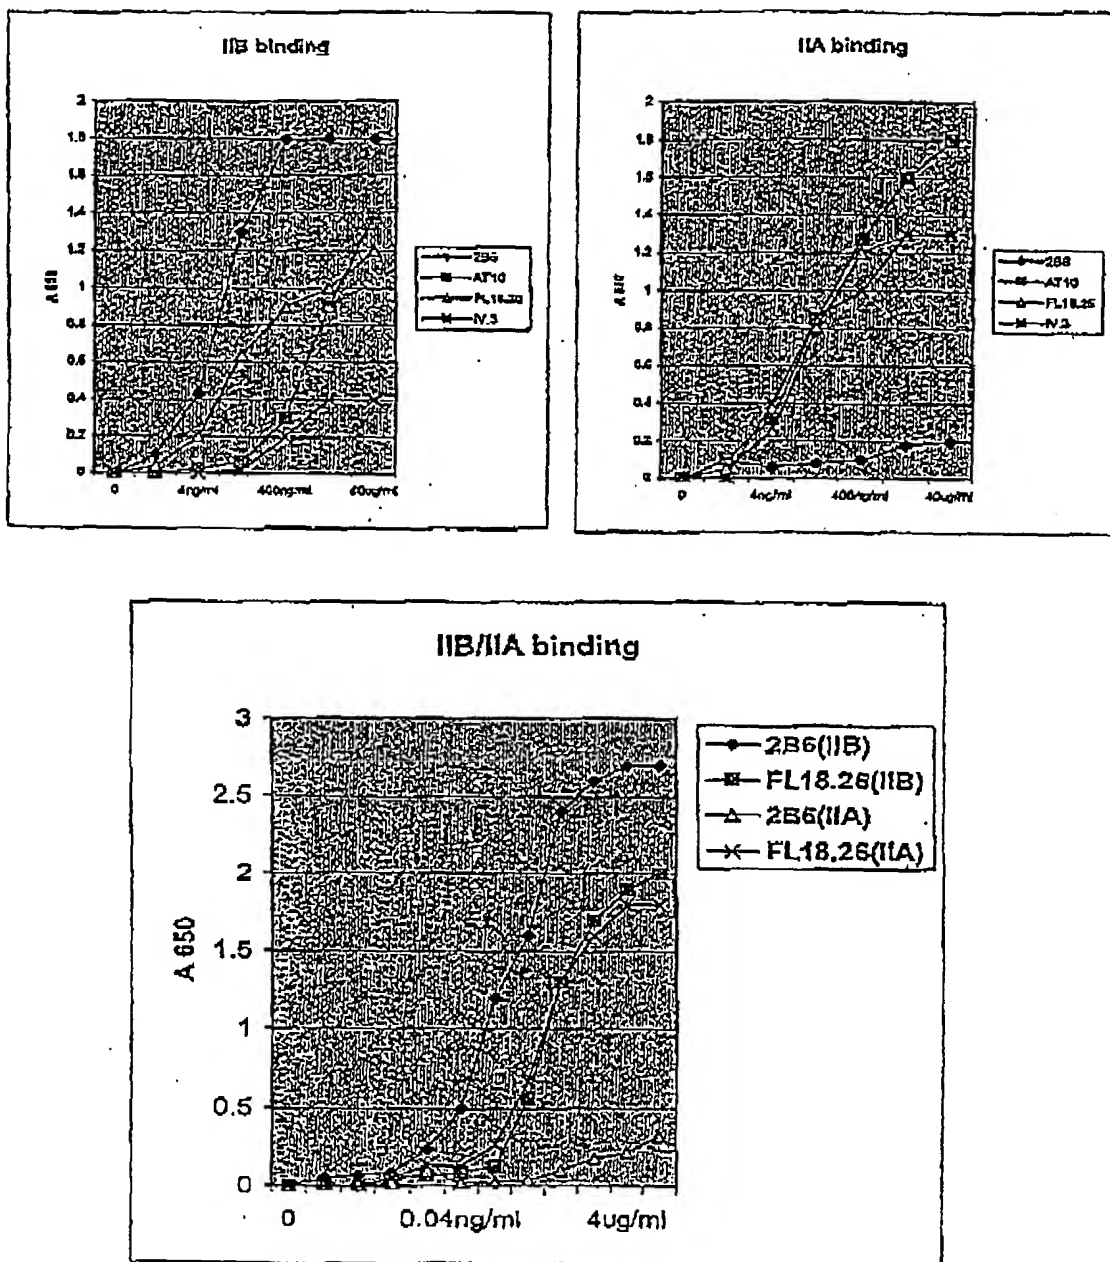 IIB binding
2
1.8
1.6
1.4
1.2
1
0.8
0.6
0.4
0.2
0
0 4ng/ml 400ng/ml
2B6
AT10
IV.3
IIA binding
2
1.8
1.6
1.4
1.2
1
0.8
0.6
0.4
0.2
0
0 4ng/ml 400ng/ml 40ug/ml
2B6
AT10
FL18.26
IV.3
IIB/IIA binding
3
2.5
2
1.5
1
0.5
0
A 650
0 0.04ng/ml 4ug/ml
2B6(IIB)
FL18.26(IIB)
2B6(IIA)
FL18.26(IIA)